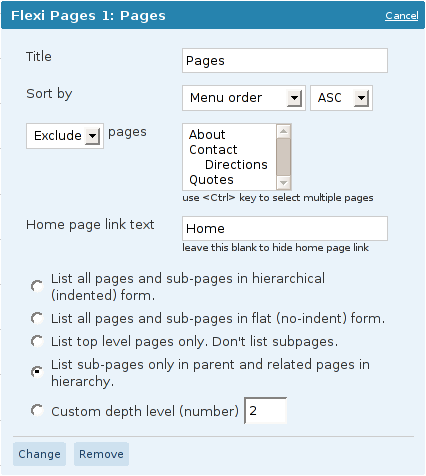 Flexi Pages 1: Pages Cancel
Title Pages
Sort by Menu order ASC
Exclude pages
About
Contact
Directions
Quotes
use <Ctrl> key to select multiple pages
Home page link text Home
leave this blank to hide home page link
List all pages and sub-pages in hierarchical
(indented) form.
List all pages and sub-pages in flat (no-indent) form.
List top level pages only. Don't list subpages.
List sub-pages only in parent and related pages in
hierarchy.
Custom depth level (number) 2
Change Remove